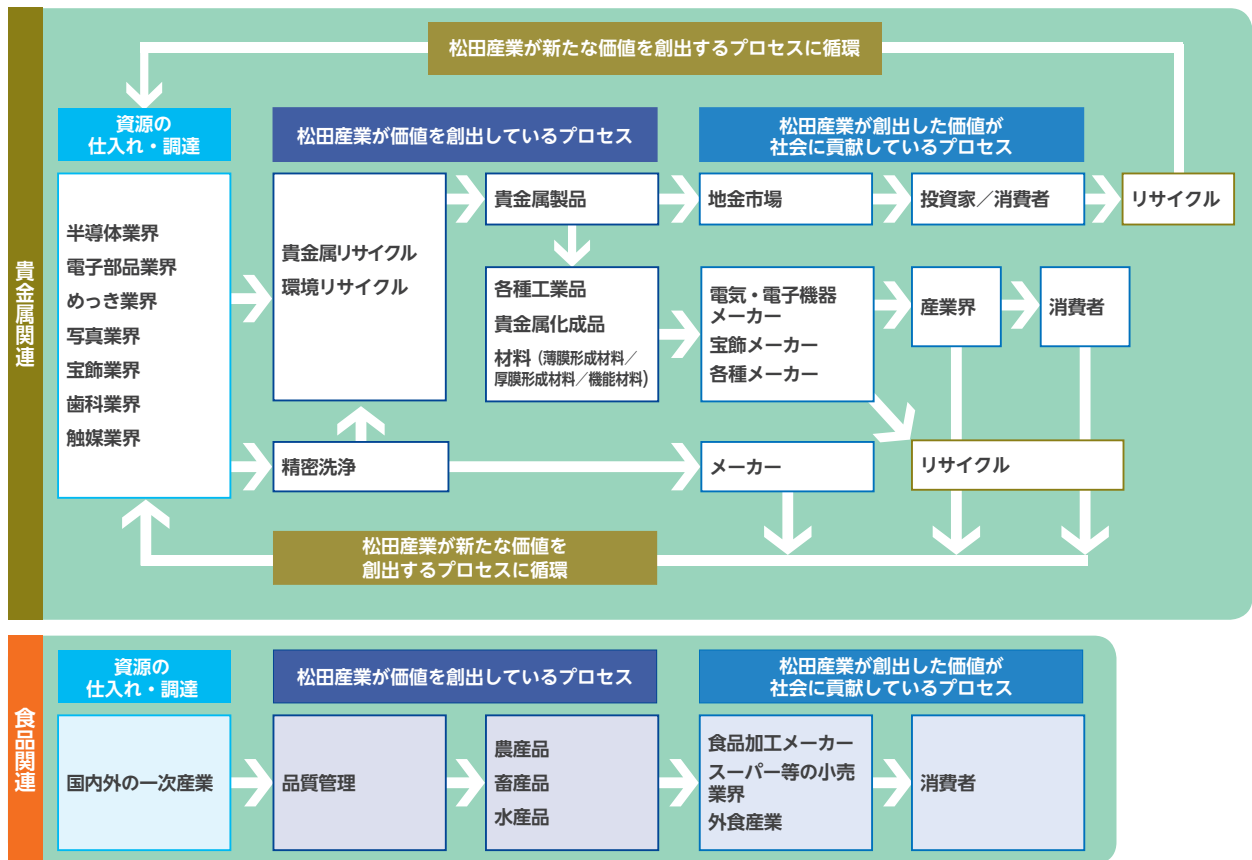 貴金属関連
松田産業が新たな価値を創出するプロセスに循環
資源の
仕入れ・調達
松田産業が価値を創出しているプロセス
松田産業が創出した価値が
社会に貢献しているプロセス
半導体業界
電子部品業界
めっき業界
写真業界
宝飾業界
歯科業界
触媒業界
貴金属リサイクル
環境リサイクル
貴金属製品
地金市場
投資家／消費者
リサイクル
各種工業品
貴金属化成品
材料（薄膜形成材料／
厚膜形成材料／機能材料）
電気・電子機器
メーカー
宝飾メーカー
各種メーカー
産業界
消費者
精密洗浄
メーカー
リサイクル
松田産業が新たな価値を
創出するプロセスに循環
食品関連
資源の
仕入れ・調達
松田産業が価値を創出しているプロセス
松田産業が創出した価値が
社会に貢献しているプロセス
国内外の一次産業
品質管理
農産品
畜産品
水産品
食品加工メーカー
スーパー等の小売
業界
外食産業
消費者